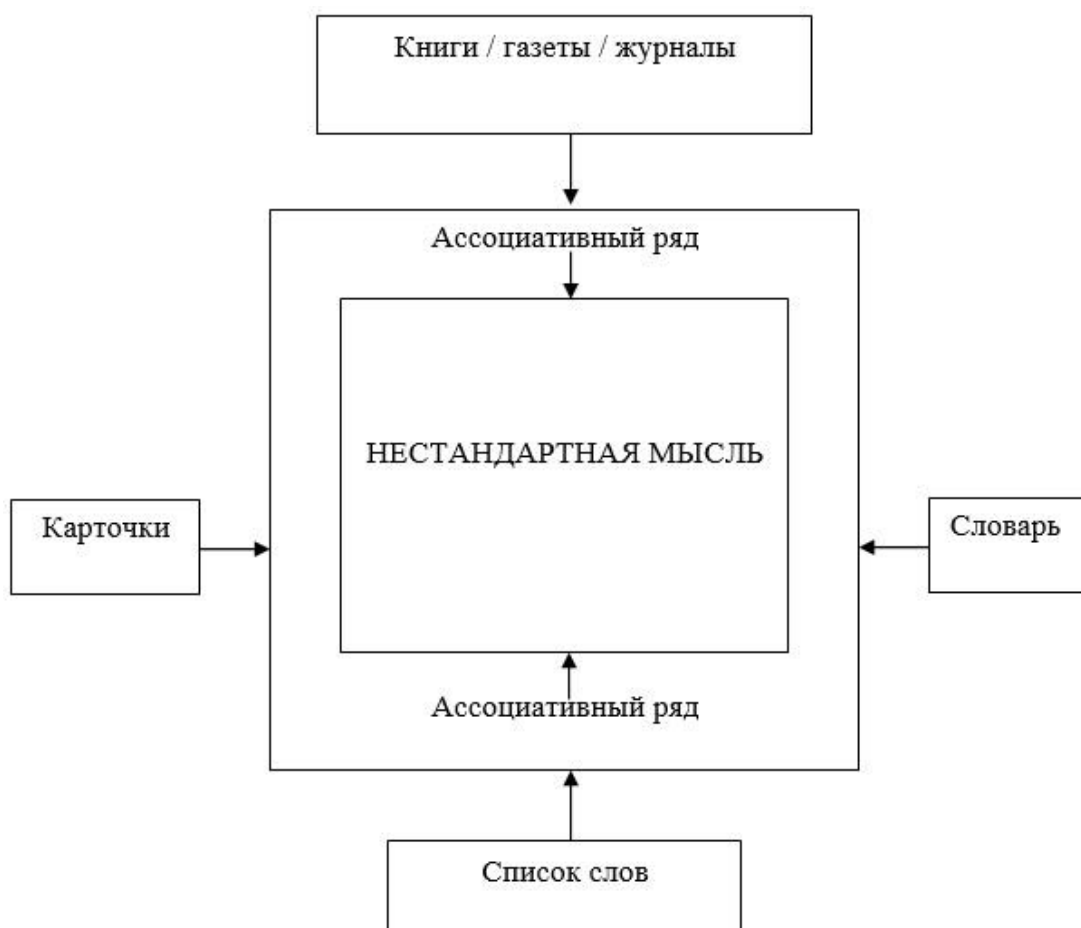 Книги / газеты / журналы
Ассоциативный ряд
НЕСТАНДАРТНАЯ МЫСЛЬ
Карточки
Словарь
Ассоциативный ряд
Список слов